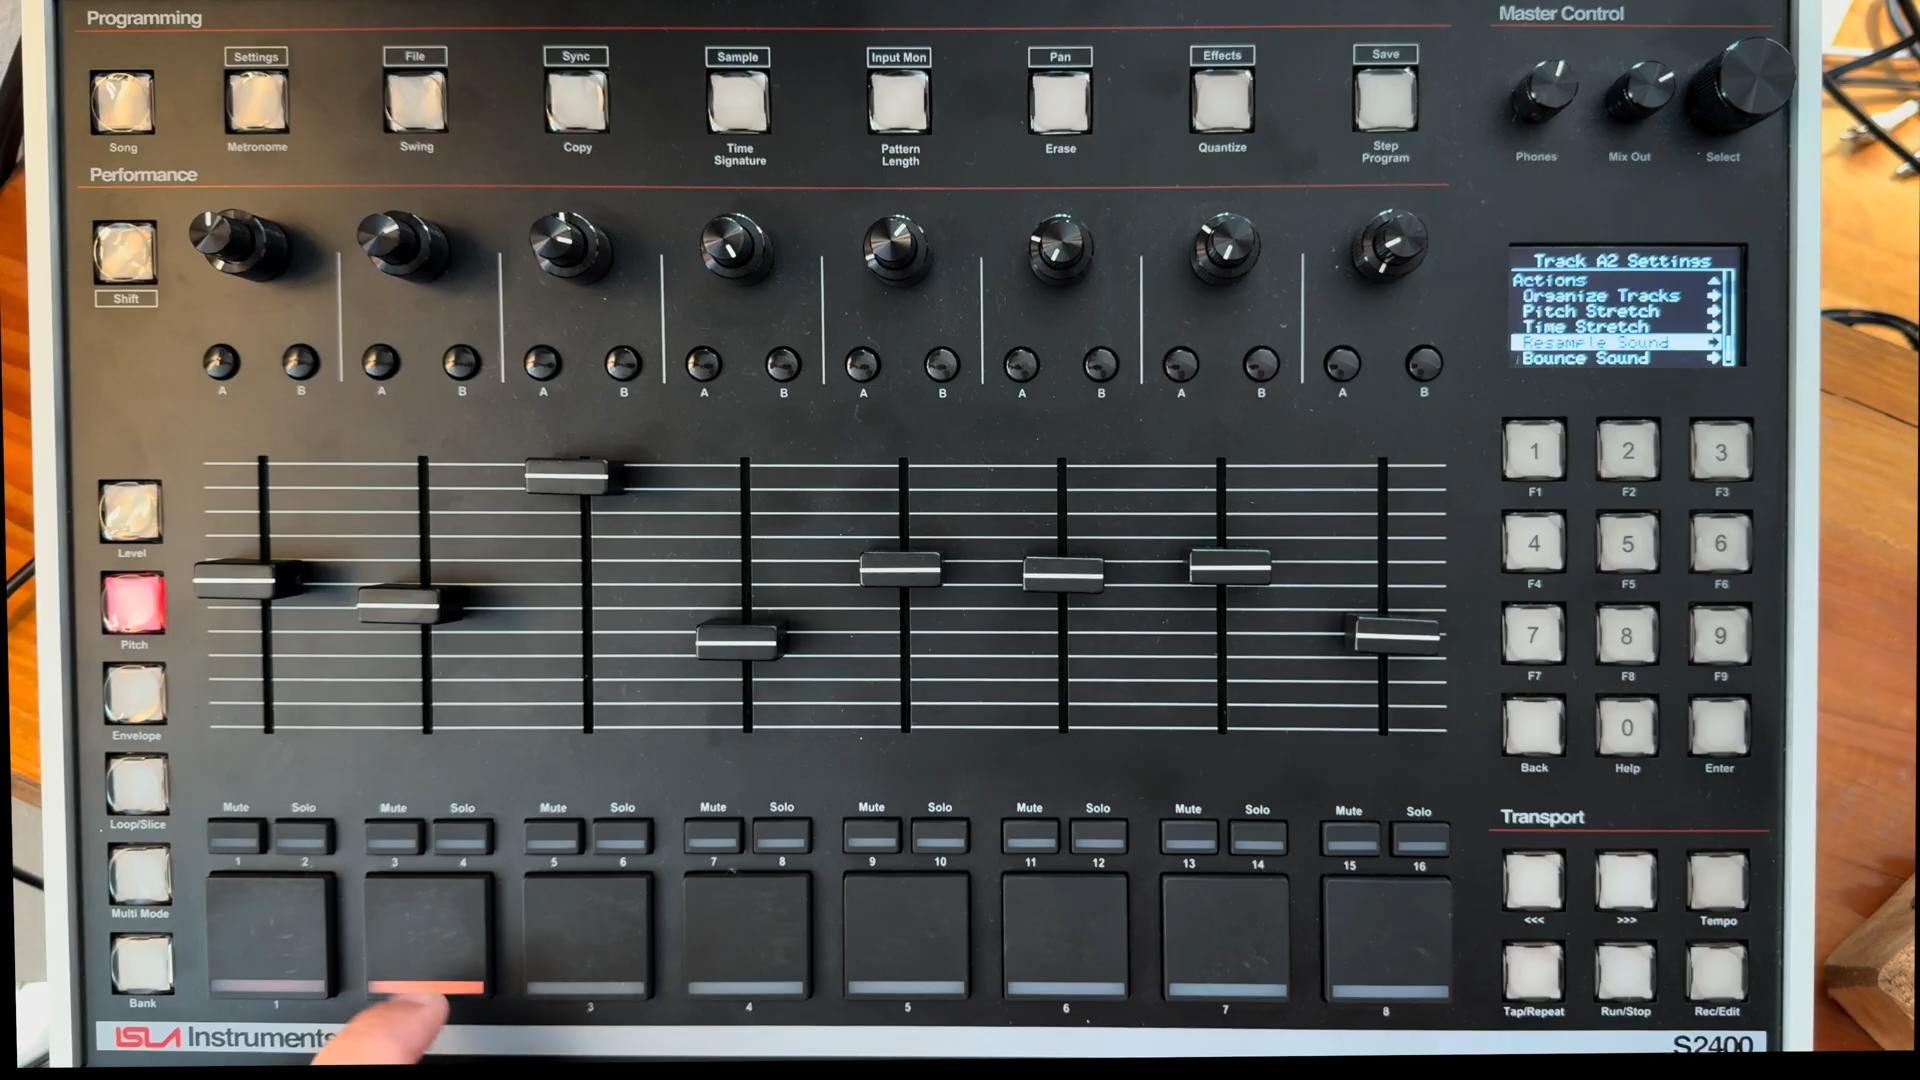 Programming
Master Control
Settings
File
Sync
Sample
Input Mon
Pan
Effects
Save
Song
Metronome
Swing
Copy
Time
Signature
Pattern
Length
Erase
Quantize
Step
Program
Phones
Mix Out
Select
Performance
Shift
Track A2 Settings
Actions
Organize Tracks
Pitch Stretch
Time Stretch
Resample Sound
Bounce Sound
A B A B A B A B A B A B A B A B
1 2 3
F1 F2 F3
4 5 6
F4 F5 F6
7 8 9
F7 F8 F9
0
Back Help Enter
Level
Pitch
Envelope
Loop/Slice
Multi Mode
Bank
Mute Solo Mute Solo Mute Solo Mute Solo Mute Solo Mute Solo Mute Solo Mute Solo
1 2 3 4 5 6 7 8 9 10 11 12 13 14 15 16
1 3 4 5 6 7 8
Transport
<<< >>> Tempo
Tap/Repeat Run/Stop Rec/Edit
ISLA Instruments
S2400